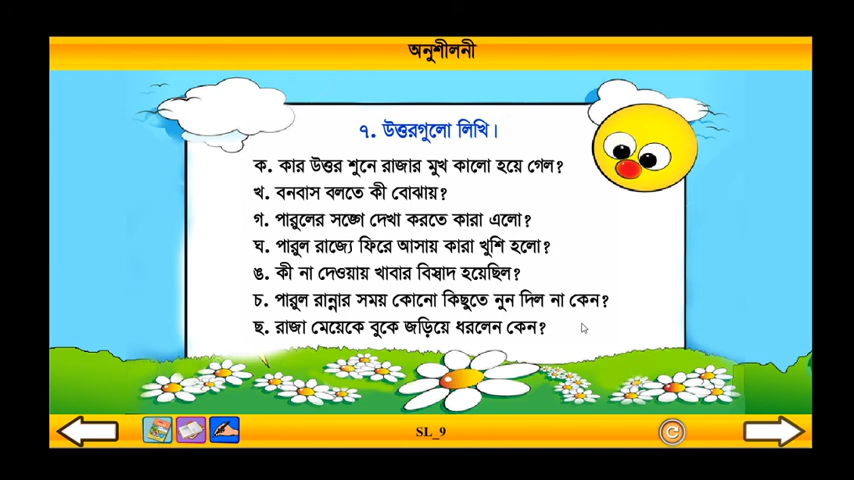 অনুশীলনী
৭. উত্তরগুলো লিখি।
ক. কার উত্তর শুনে রাজার মুখ কালো হয়ে গেল?
খ. বনবাস বলতে কী বোঝায়?
গ. পারুলের সঙ্গে দেখা করতে কারা এলো?
ঘ. পারুল রাজ্যে ফিরে আসায় কারা খুশি হলো?
ঙ. কী না দেওয়ায় খাবার বিস্বাদ হয়েছিল?
চ. পারুল রান্নার সময় কোনো কিছুতে নুন দিল না কেন?
ছ. রাজা মেয়েকে বুকে জড়িয়ে ধরলেন কেন?
SL_9
C